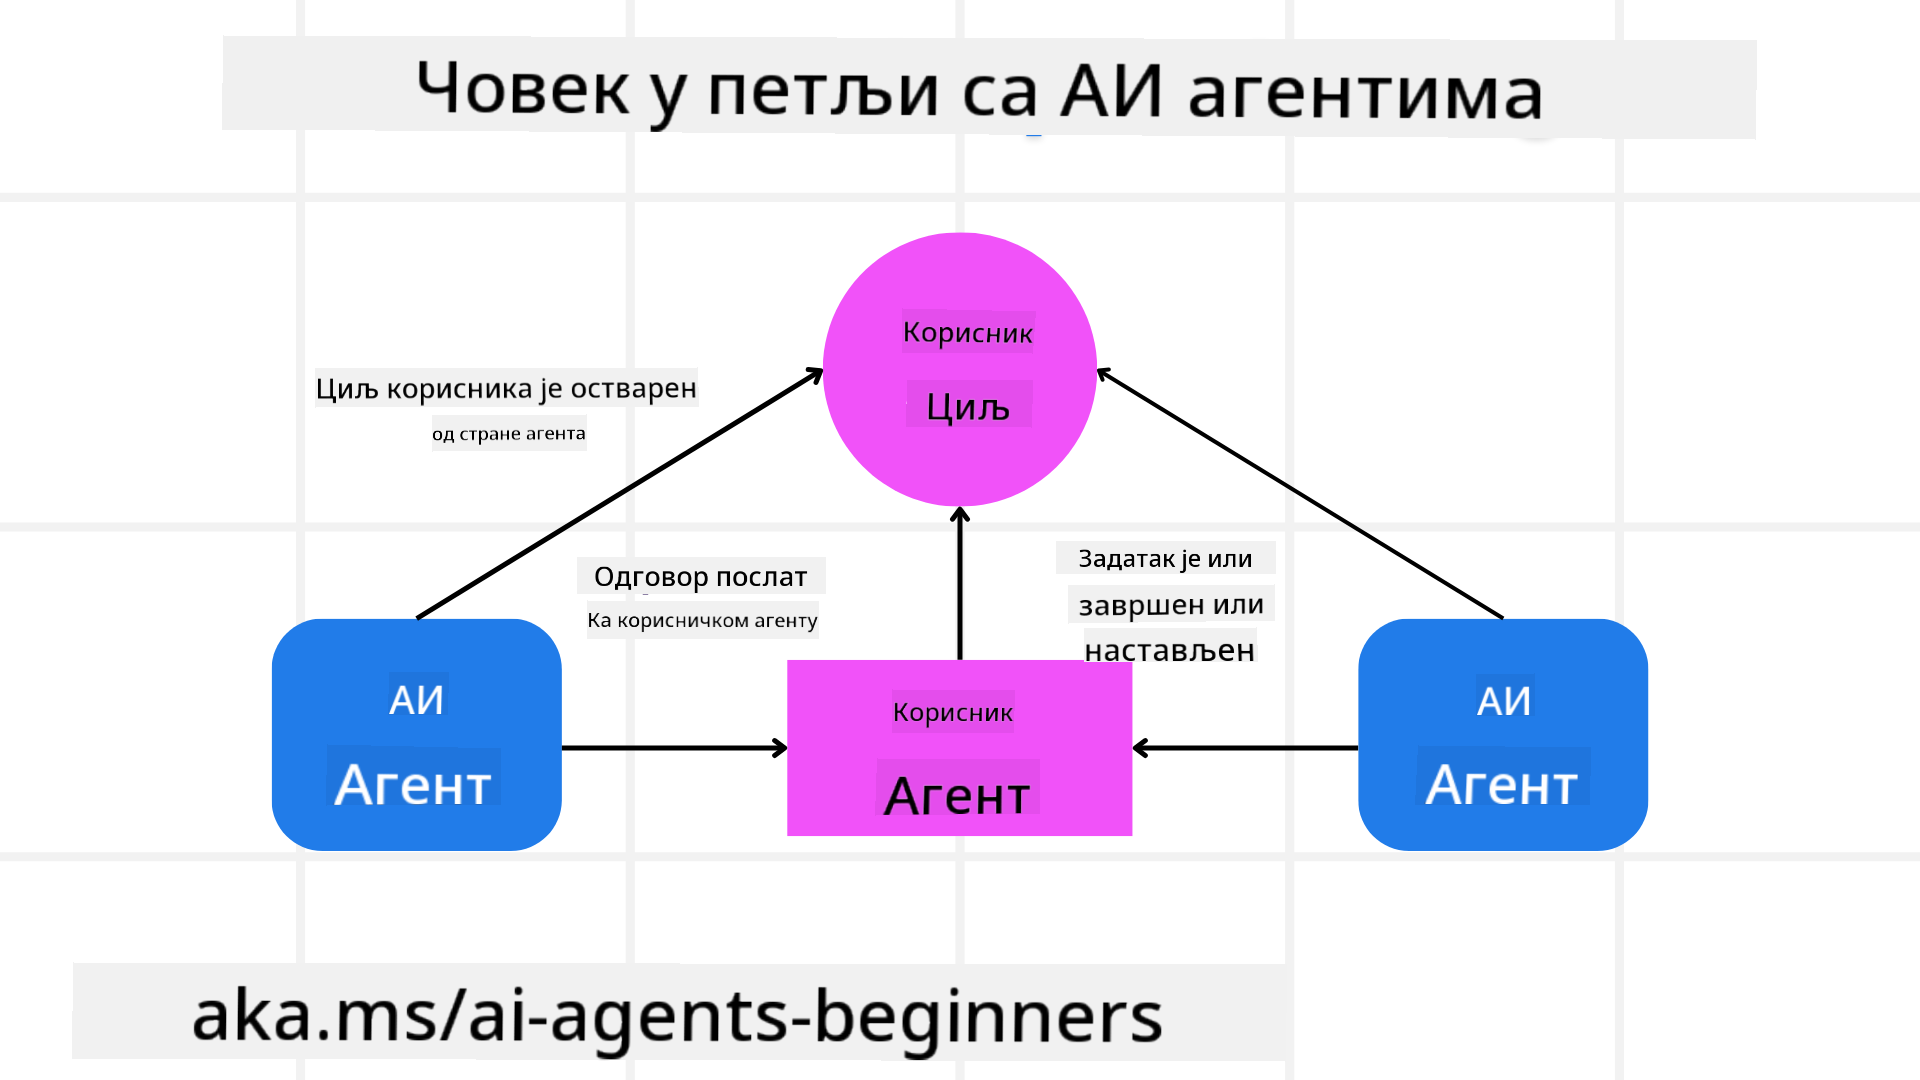 Човек у петљи са АИ агентима
Корисник
Циљ
Циљ корисника је остварен
од стране агента
Одговор послат
Ка корисничком агенту
Задатак је или
завршен или
настављен
АИ
Агент
Корисник
Агент
АИ
Агент
aka.ms/ai-agents-beginners